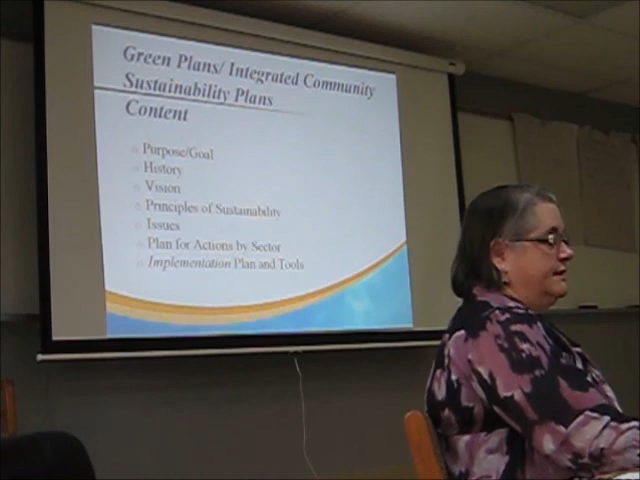 Green Plans/ Integrated Community
Sustainability Plans
Content
Purpose/Goal
History
Vision
Principles of Sustainability
Issues
Plan for Actions by Sector
Implementation Plan and Tools